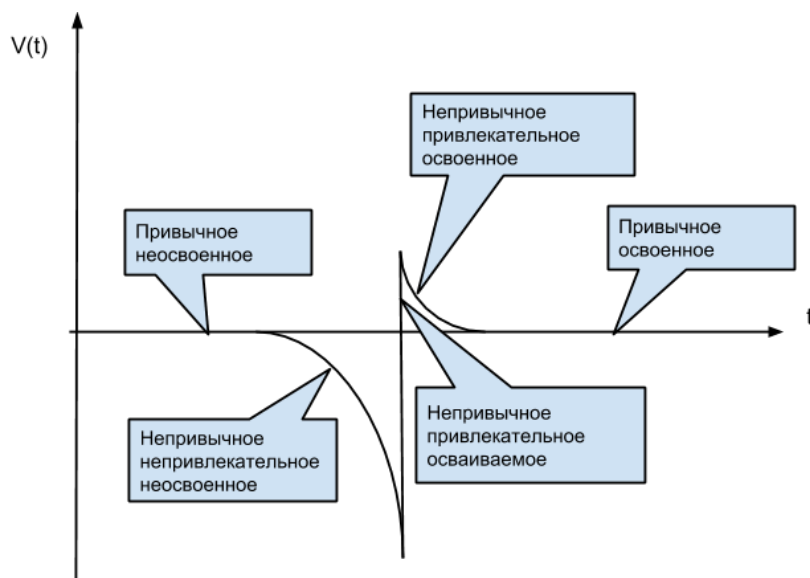 V(t)
Непривычное
привлекательное
освоенное
Привычное
неосвоенное
Привычное
освоенное
t
Непривычное
непривлекательное
неосвоенное
Непривычное
привлекательное
осваиваемое